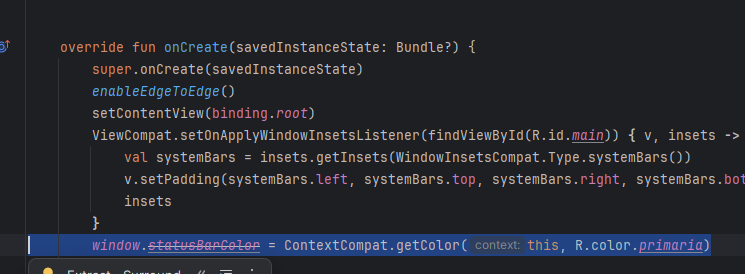 override fun onCreate(savedInstanceState: Bundle?) {
super.onCreate(savedInstanceState)
enableEdgeToEdge()
setContentView(binding.root)
ViewCompat.setOnApplyWindowInsetsListener(findViewById(R.id.main)) { v, insets ->
val systemBars = insets.getInsets(WindowInsetsCompat.Type.systemBars())
v.setPadding(systemBars.left, systemBars.top, systemBars.right, systemBars.bot
insets
}
window.statusBarColor = ContextCompat.getColor( context: this, R.color.primaria)
Extract Surround